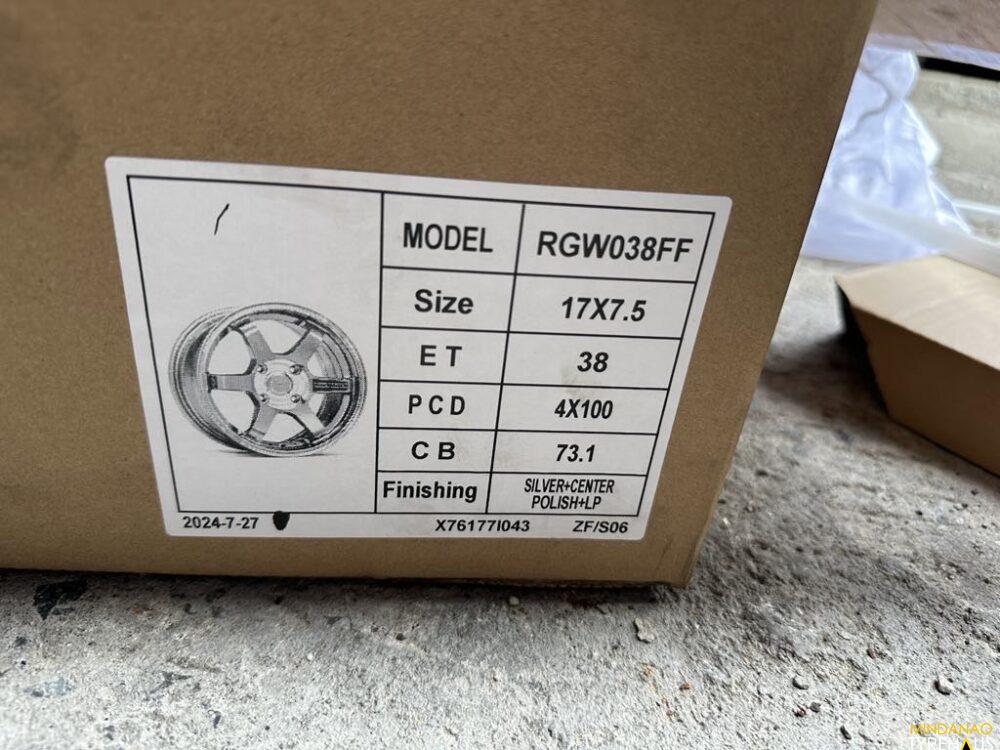 MODEL RGW038FF
Size 17X7.5
ET 38
PCD 4X100
CB 73.1
Finishing SILVER+CENTER
POLISH+LP
2024-7-27 X76177I043 ZF/S06
MINDANAO